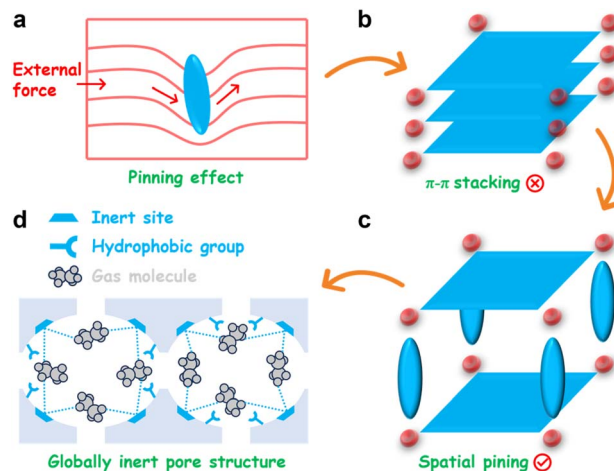 a
External
force
Pinning effect
b
π-π stacking
d
Inert site
Hydrophobic group
Gas molecule
Globally inert pore structure
c
Spatial pining